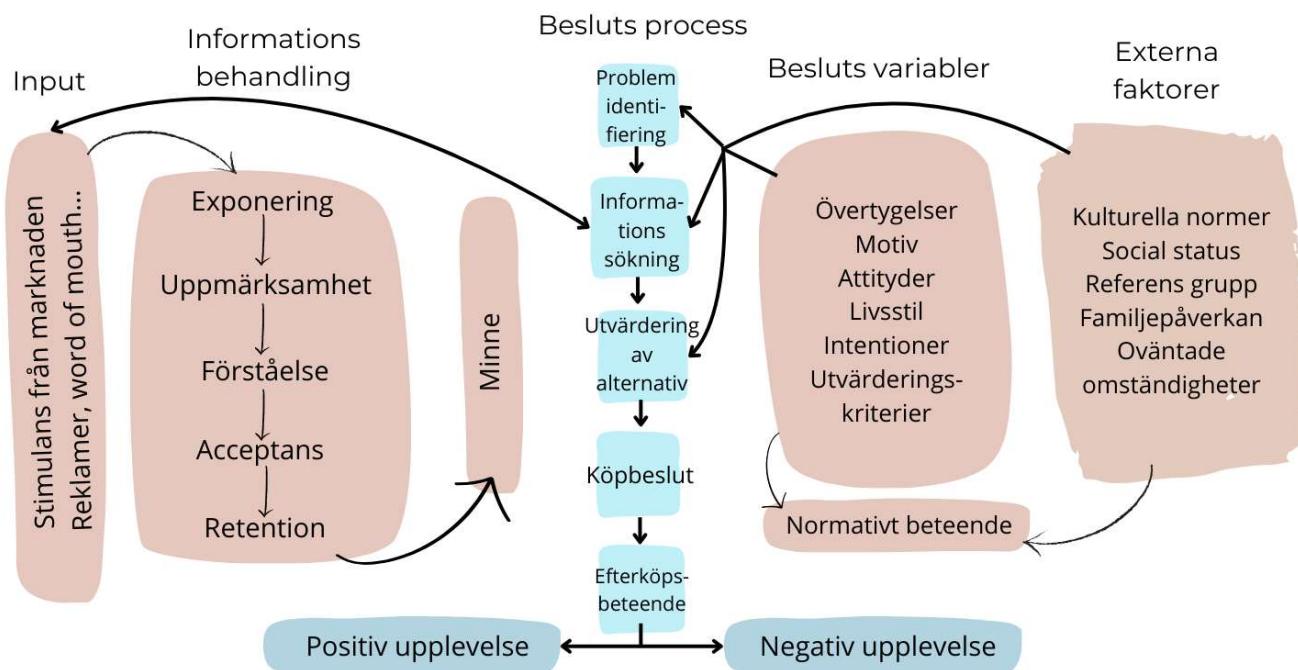 Input
Informations
behandling
Besluts process
Besluts variabler
Externa
faktorer
Stimulans från marknaden
Reklamer, word of mouth...
Exponering
Uppmärksamhet
Förståelse
Acceptans
Retention
Minne
Problem
identi-
fiering
Informa-
tions
sökning
Utvärdering
av
alternativ
Köpbeslut
Efterköps-
beteende
Positiv upplevelse
Negativ upplevelse
Övertygelser
Motiv
Attityder
Livsstil
Intentioner
Utvärderings-
kriterier
Normativt beteende
Kulturella normer
Social status
Referens grupp
Familjepåverkan
Oväntade
omständigheter